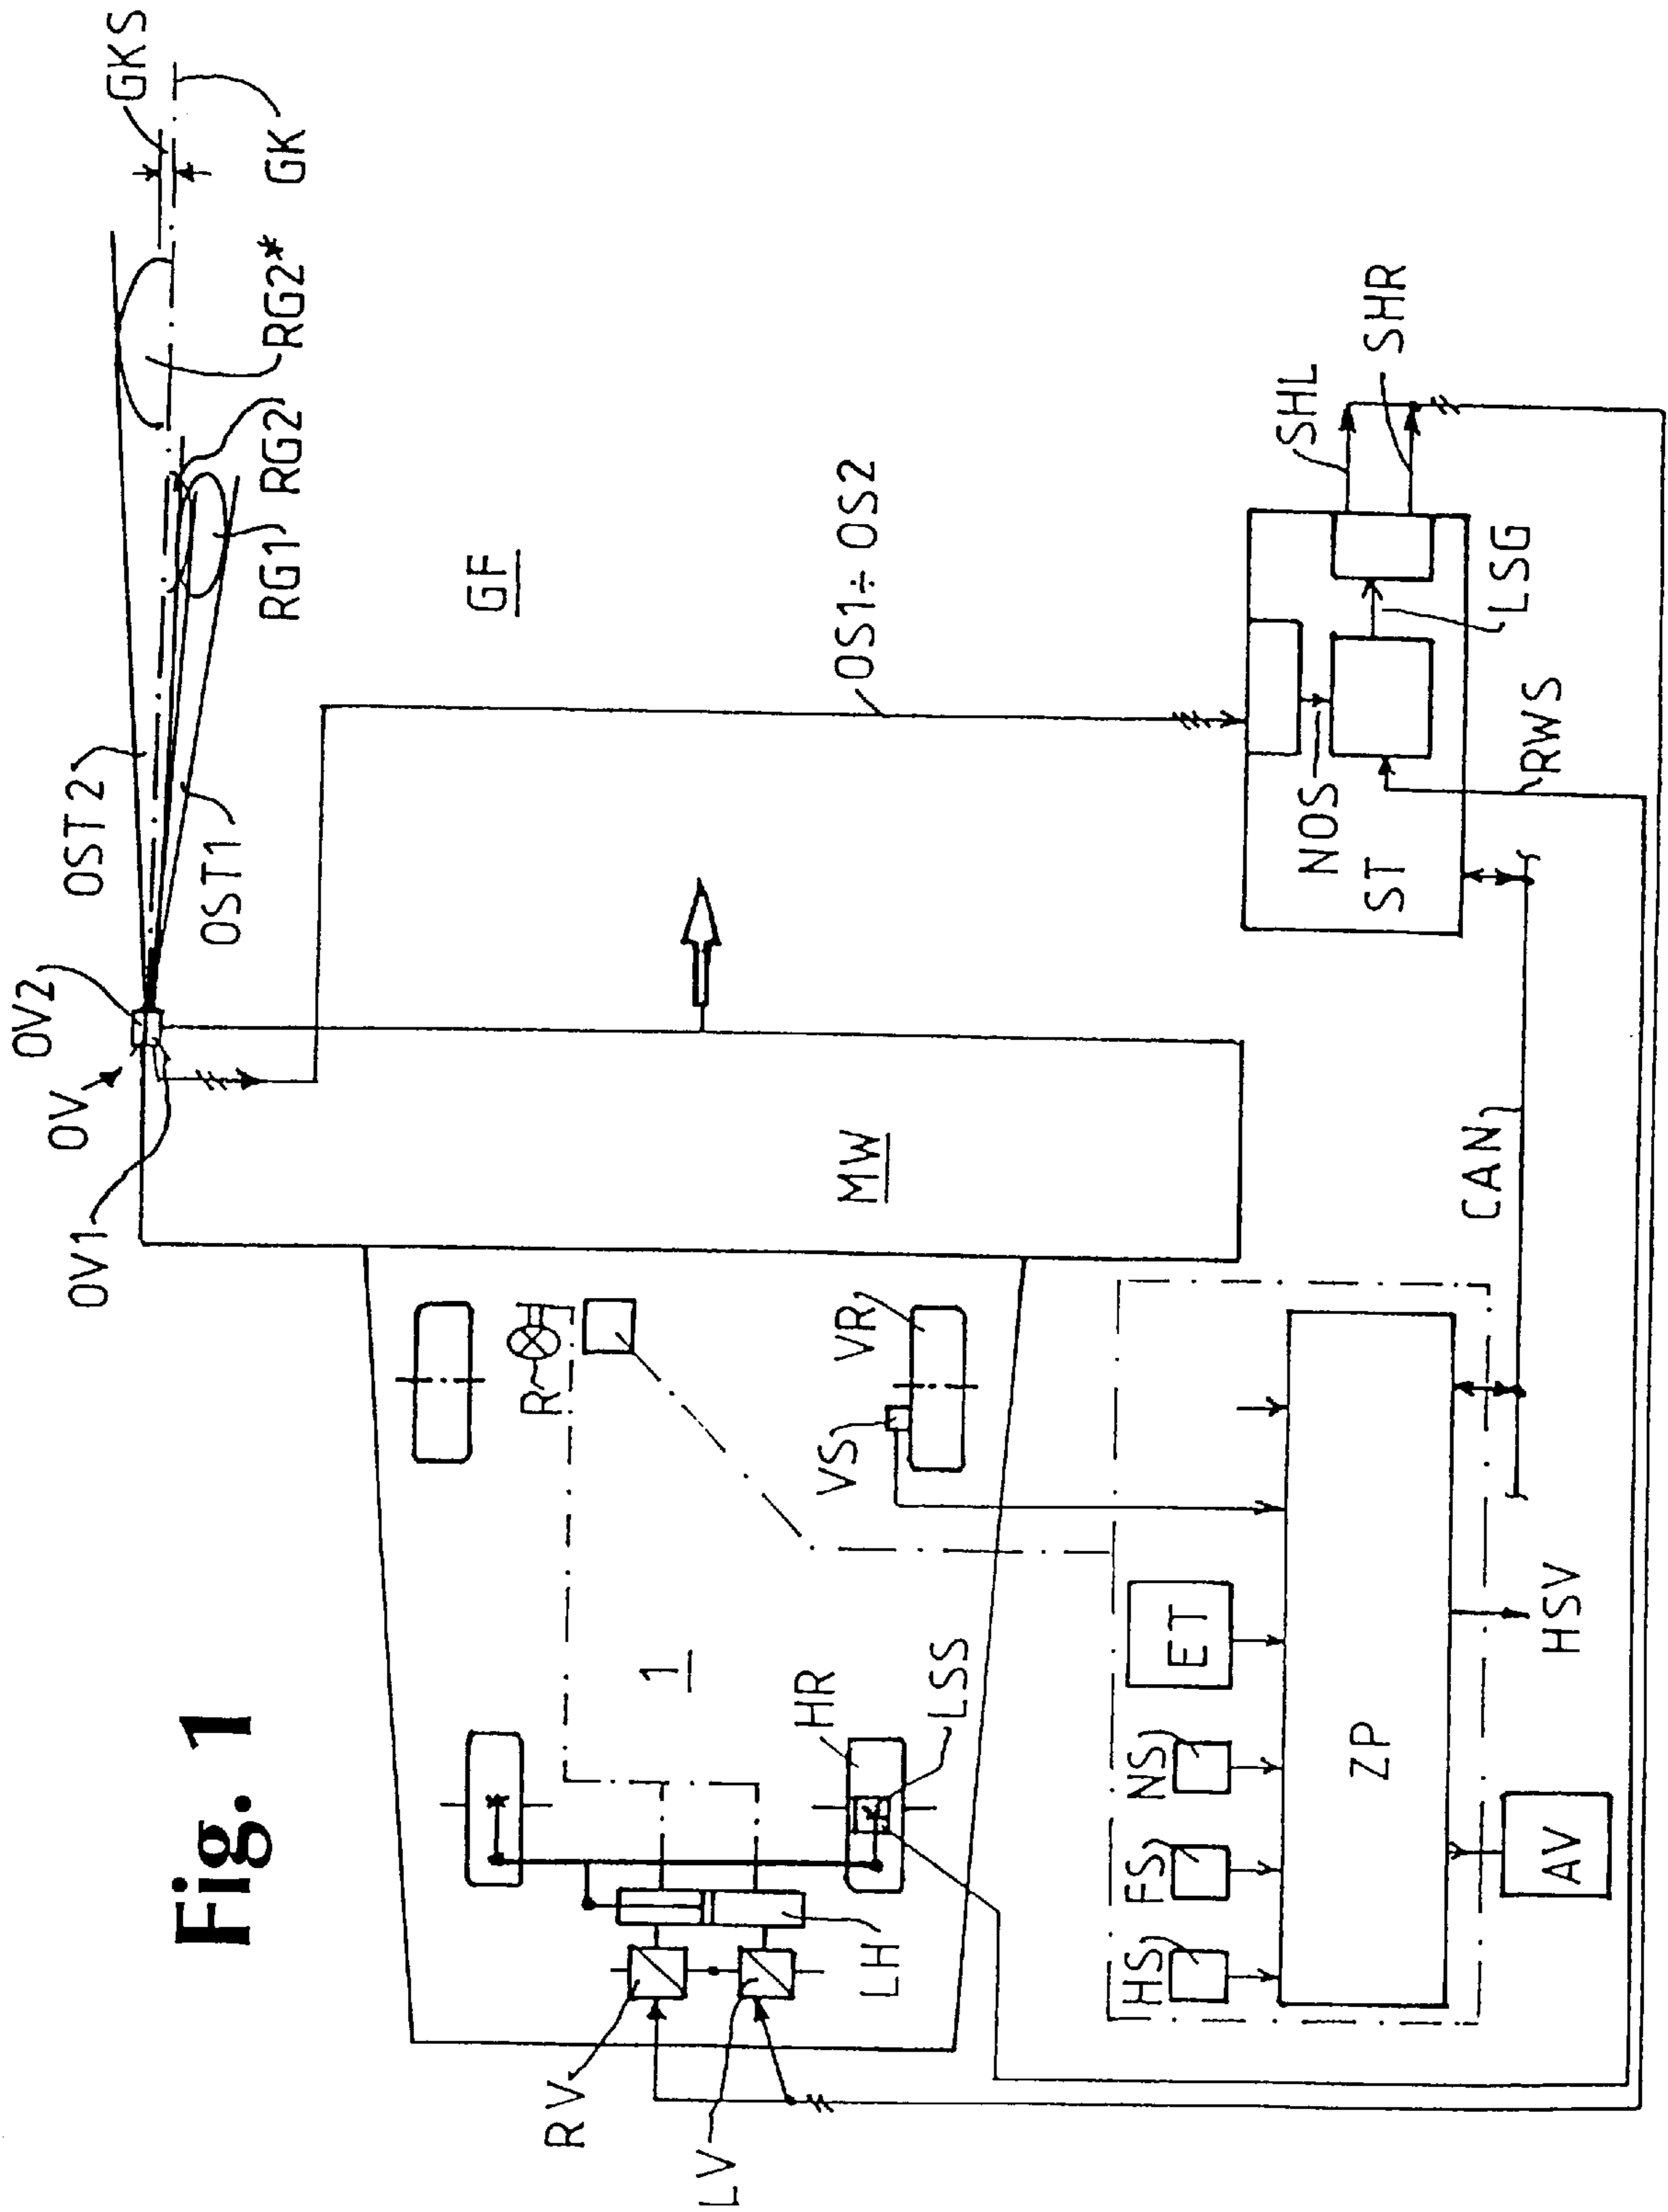 Fig. 1
GKS
GK
RG2*
RG2
RG1
OST2
OST1
OV2
OV
OV1
GF
OS1÷OS2
SHL
SHR
LSG
NOS
ST
RWS
MW
CAN
R
VR
VS
1
HR
LSS
LH
RV
LV
ET
NS
FS
HS
ZP
AV
HSV